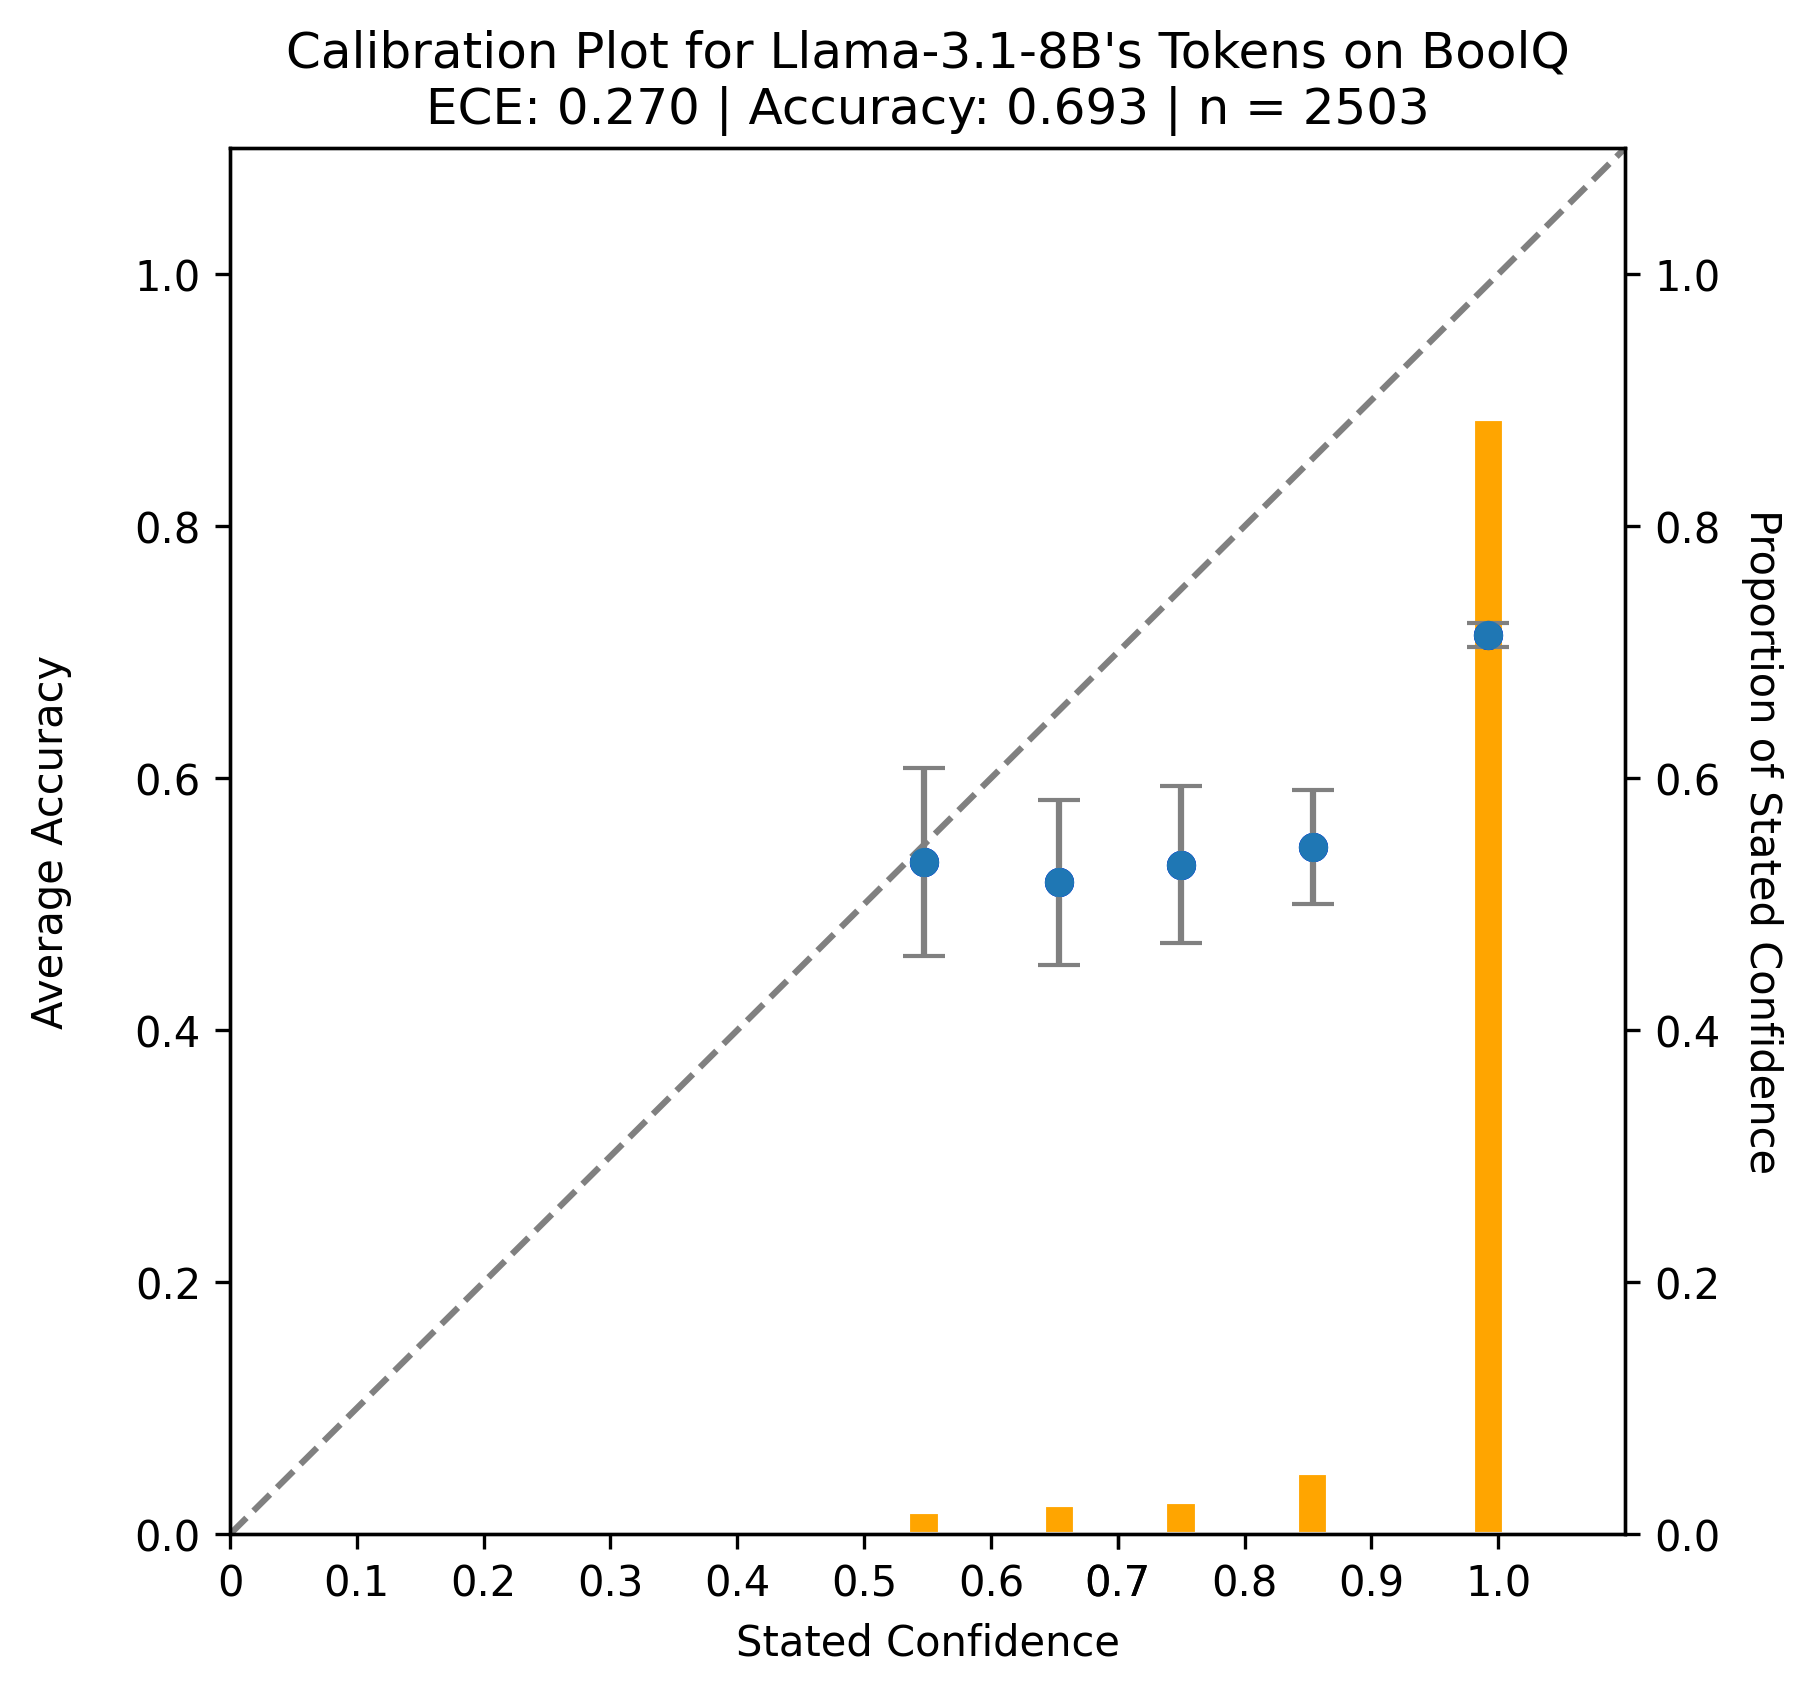 Calibration Plot for Llama-3.1-8B's Tokens on BoolQ
ECE: 0.270 | Accuracy: 0.693 | n = 2503
Average Accuracy
1.0
0.8
0.6
0.4
0.2
0.0
1.0
0.8
0.6
0.4
0.2
0.0
Proportion of Stated Confidence
0 0.1 0.2 0.3 0.4 0.5 0.6 0.7 0.8 0.9 1.0
Stated Confidence